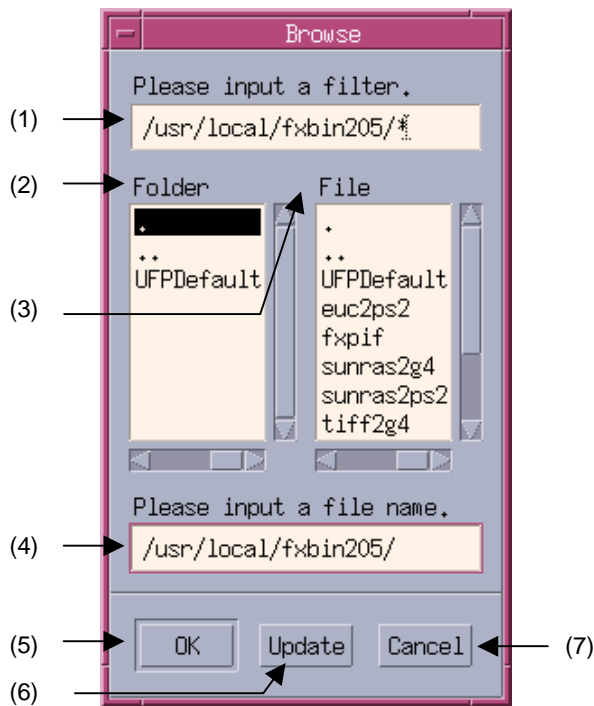 Browse
Please input a filter.
(1)
/usr/local/fxbin205/*
(2)
Folder
File
(3)
.
..
UFPDefault
.
..
UFPDefault
euc2ps2
fxpif
sunras2g4
sunras2ps2
tiff2g4
Please input a file name.
(4)
/usr/local/fxbin205/
(5)
OK
Update
Cancel
(7)
(6)